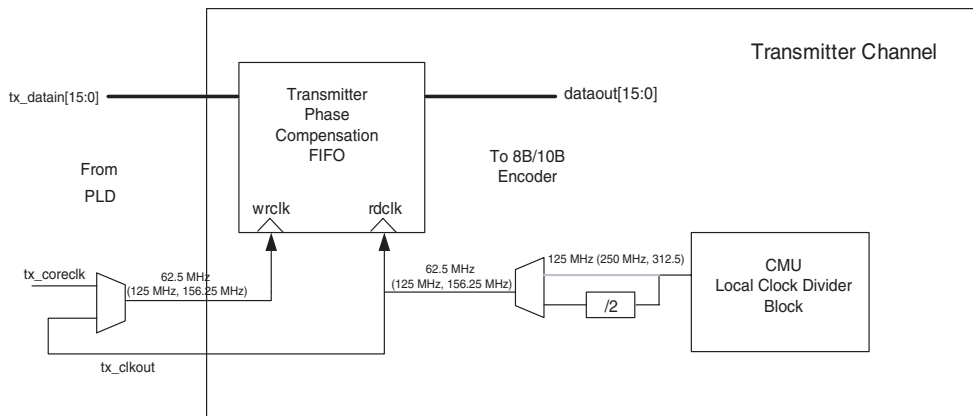 Transmitter Channel
tx_datain[15:0]
Transmitter
Phase
Compensation
FIFO
dataout[15:0]
From
PLD
To 8B/10B
Encoder
wrclk
rdclk
tx_coreclk
62.5 MHz
(125 MHz, 156.25 MHz)
62.5 MHz
(125 MHz, 156.25 MHz)
125 MHz (250 MHz, 312.5)
/2
CMU
Local Clock Divider
Block
tx_clkout